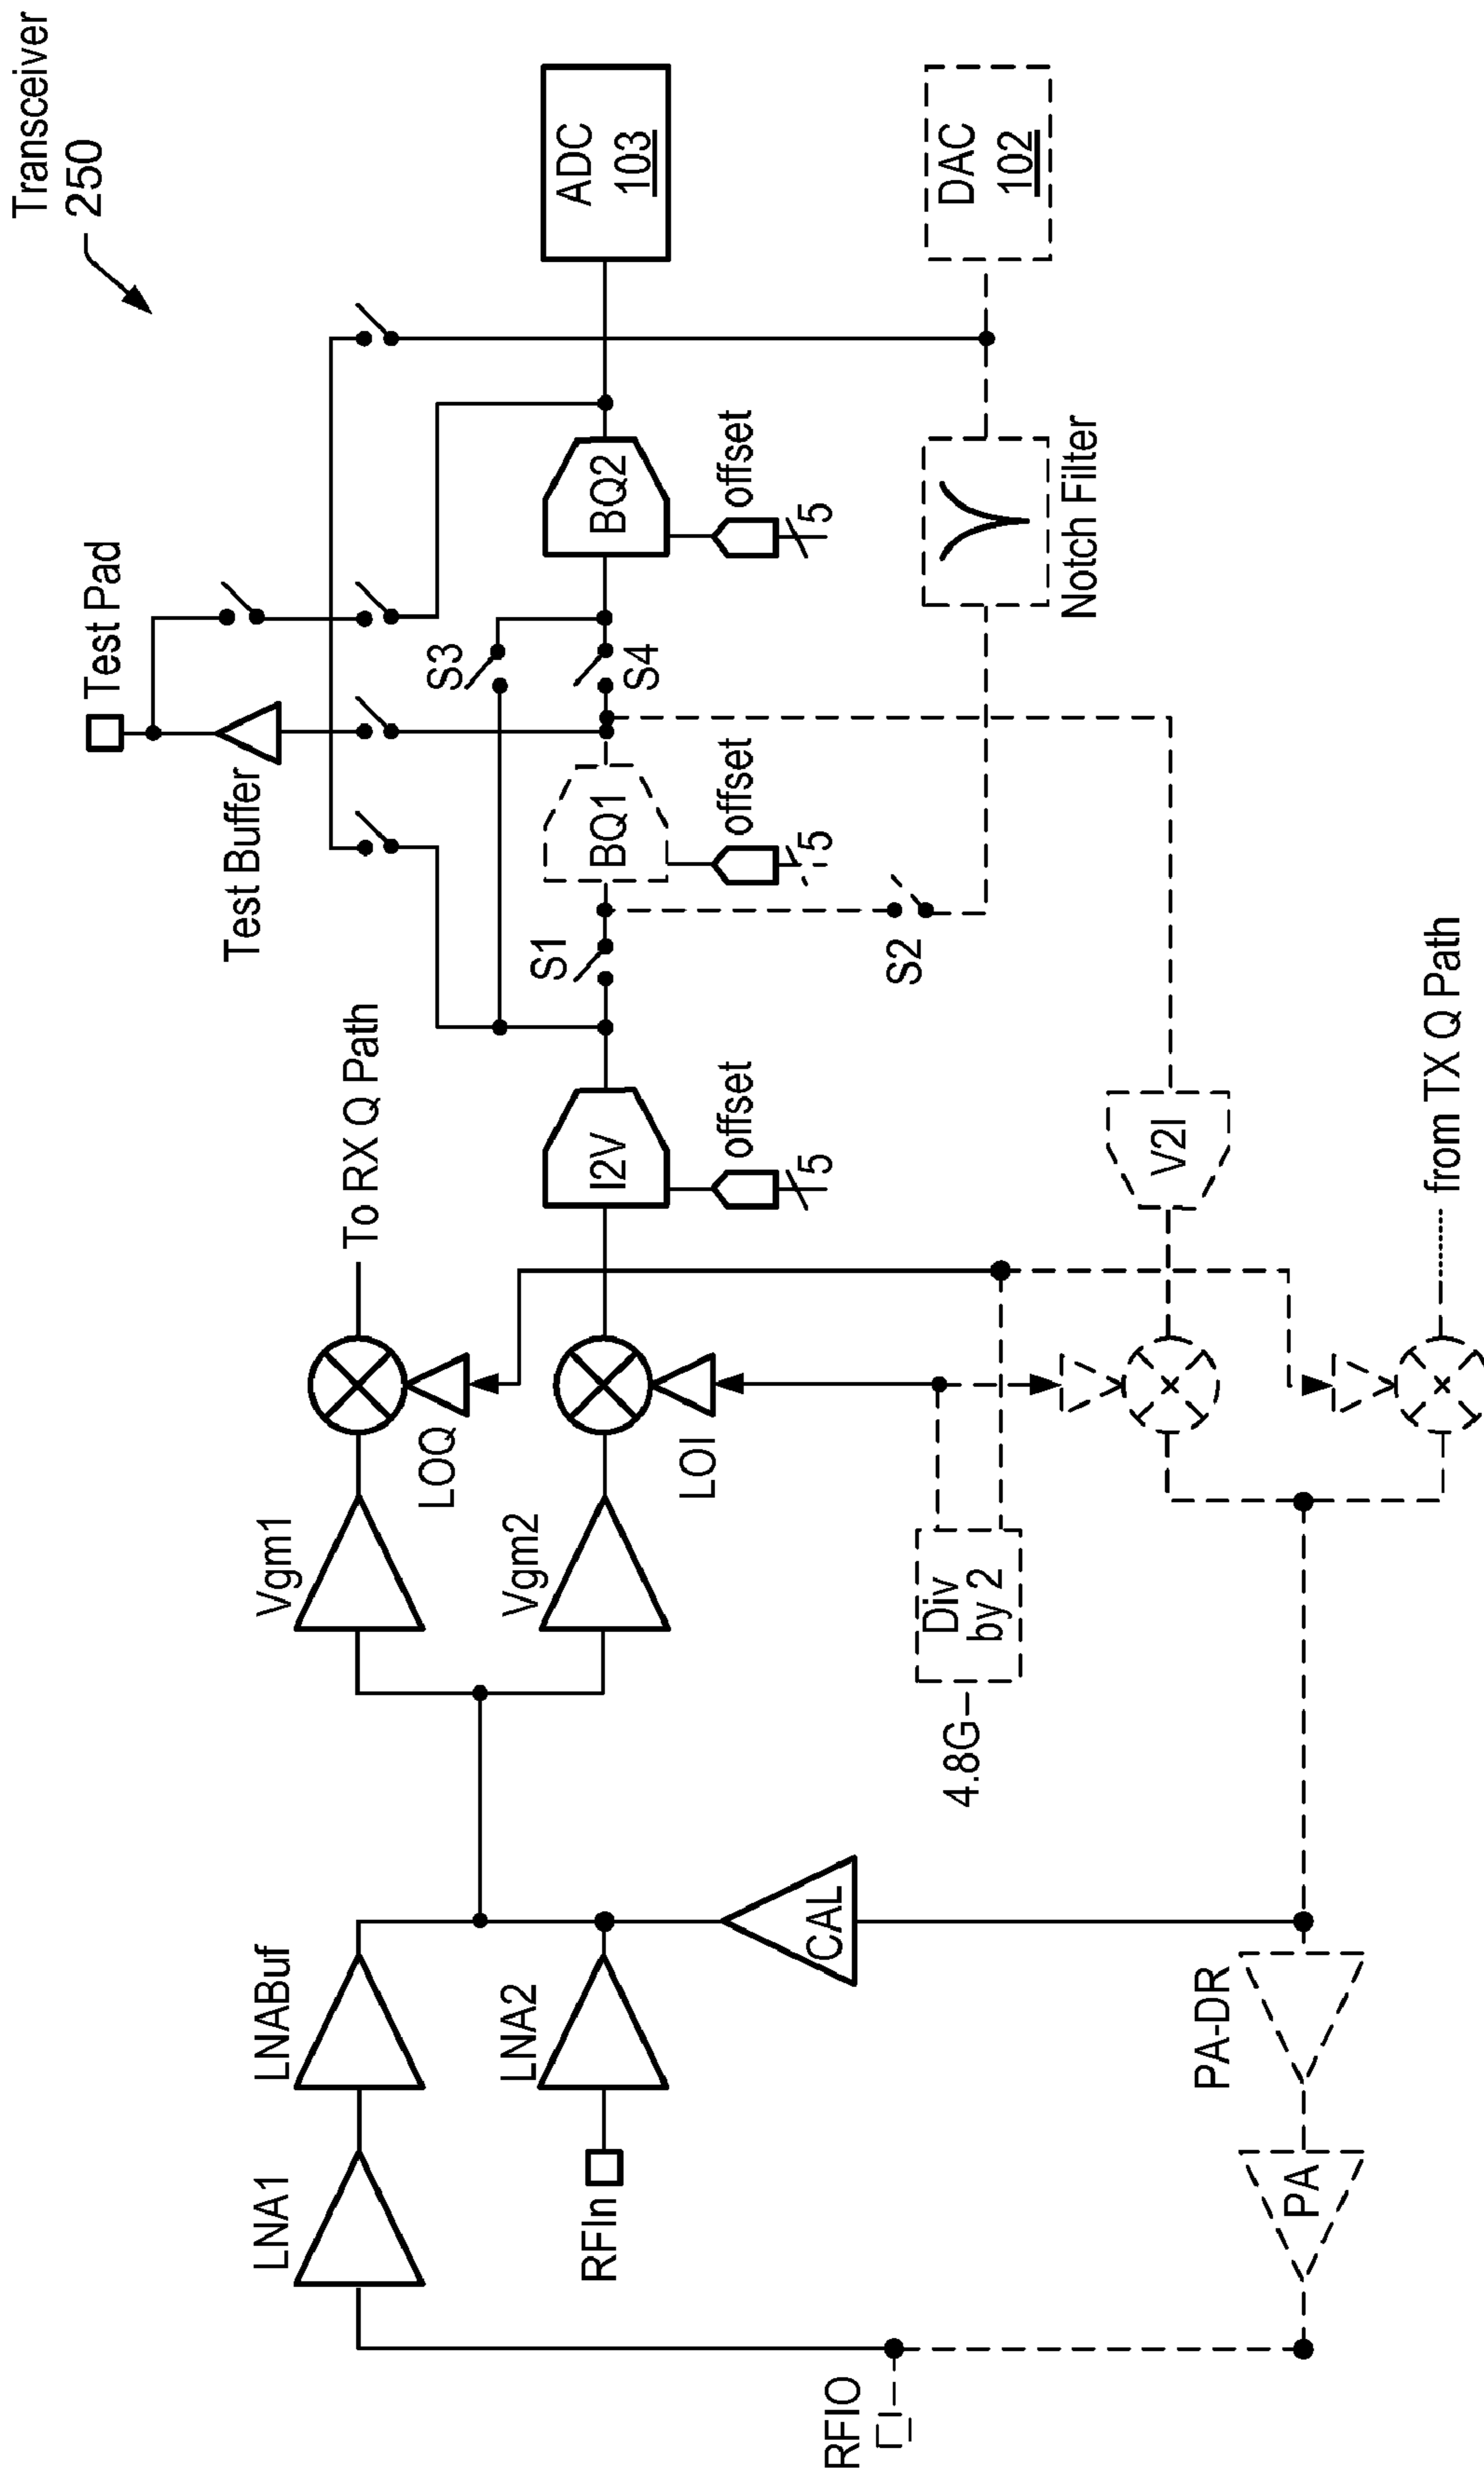 Transceiver
250
Test Pad
Test Buffer
To RX Q Path
Vgm1
LOQ
LNABuf
LNA1
ADC
103
BQ2
offset
5
S3
S4
BQ1
offset
5
S1
I2V
offset
5
Vgm2
LOI
LNA2
RFIn
CAL
DAC
102
Notch Filter
S2
V2I
Div
by 2
4.8G
from TX Q Path
PA-DR
PA
RFIO